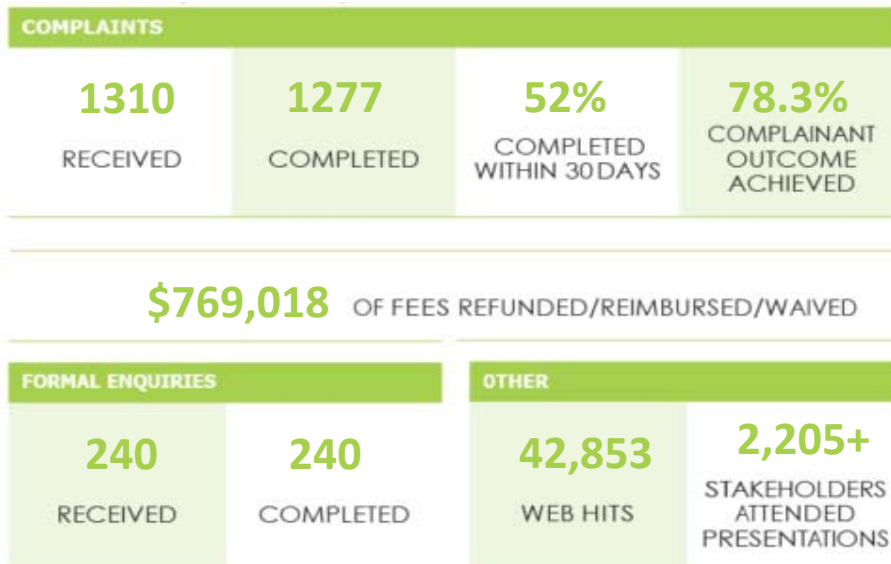 COMPLAINTS
1310
RECEIVED
1277
COMPLETED
52%
COMPLETED
WITHIN 30 DAYS
78.3%
COMPLAINANT
OUTCOME
ACHIEVED
$769,018 OF FEES REFUNDED/REIMBURSED/WAIVED
FORMAL ENQUIRIES
240
RECEIVED
240
COMPLETED
OTHER
42,853
WEB HITS
2,205+
STAKEHOLDERS
ATTENDED
PRESENTATIONS